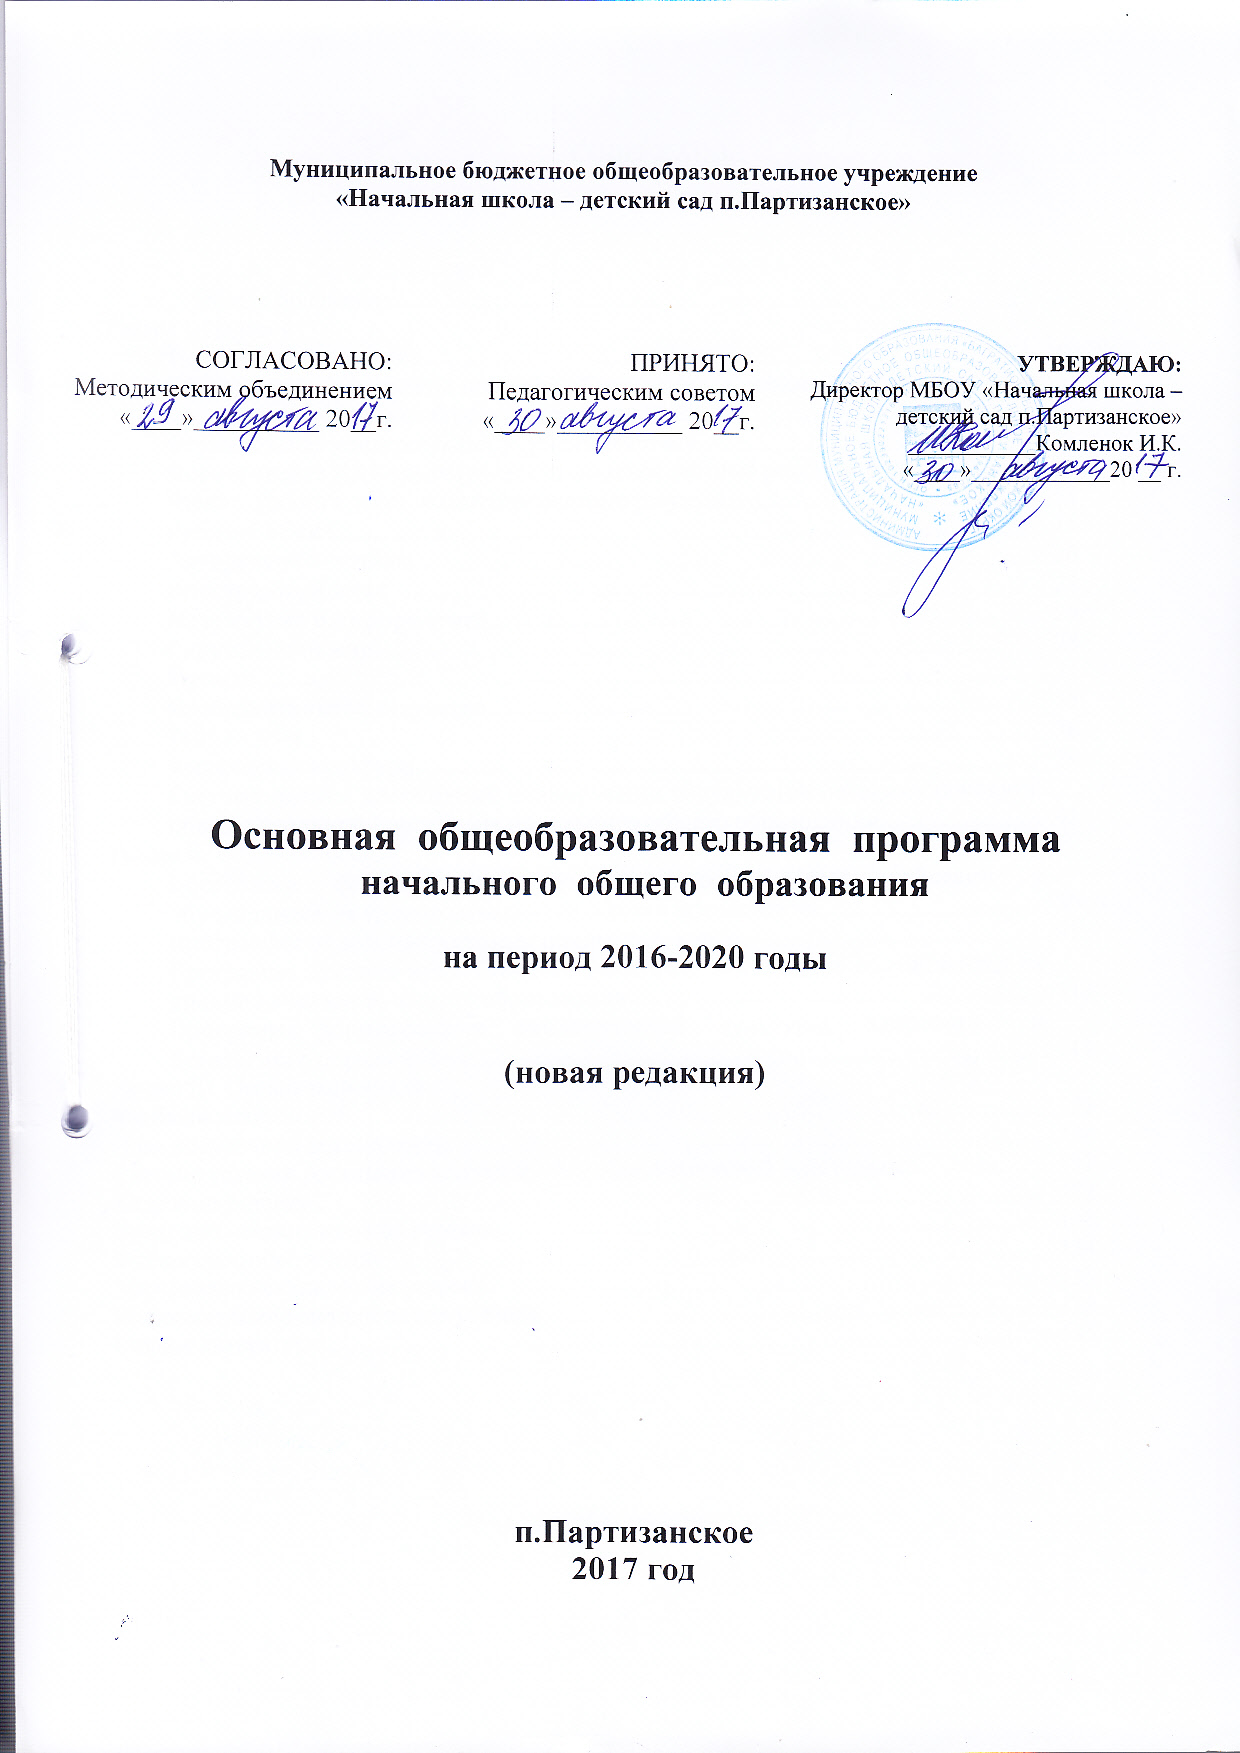 Муниципальное бюджетное общеобразовательное учреждение
«Начальная школа – детский сад п.Партизанское»
СОГЛАСОВАНО:
Методическим объединением
«29» августа 2017г.
ПРИНЯТО:
Педагогическим советом
«30» августа 2017г.
УТВЕРЖДАЮ:
Директор МБОУ «Начальная школа –
детский сад п.Партизанское»
Комленок И.К.
«30» августа 2017 г.
Основная общеобразовательная программа
начального общего образования
на период 2016-2020 годы
(новая редакция)
п.Партизанское
2017 год